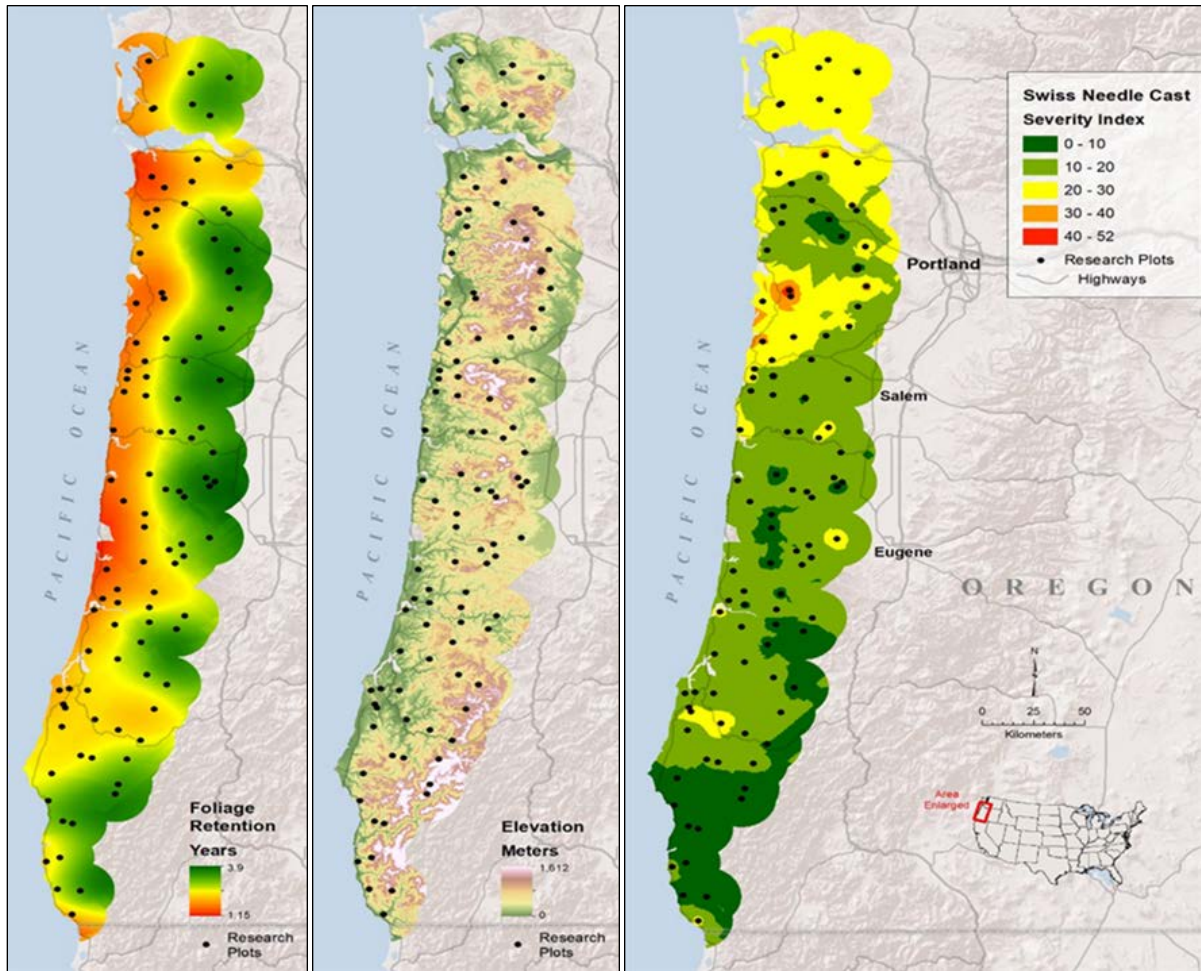 PACIFIC OCEAN
Foliage
Retention
Years
3.9
1.15
Research
Plots
PACIFIC OCEAN
Elevation
Meters
1,612
0
Research
Plots
PACIFIC OCEAN
Swiss Needle Cast
Severity Index
0 - 10
10 - 20
20 - 30
30 - 40
40 - 52
Research Plots
Highways
Portland
Salem
Eugene
OREGON
N
0 25 50
Kilometers
Area
Enlarged